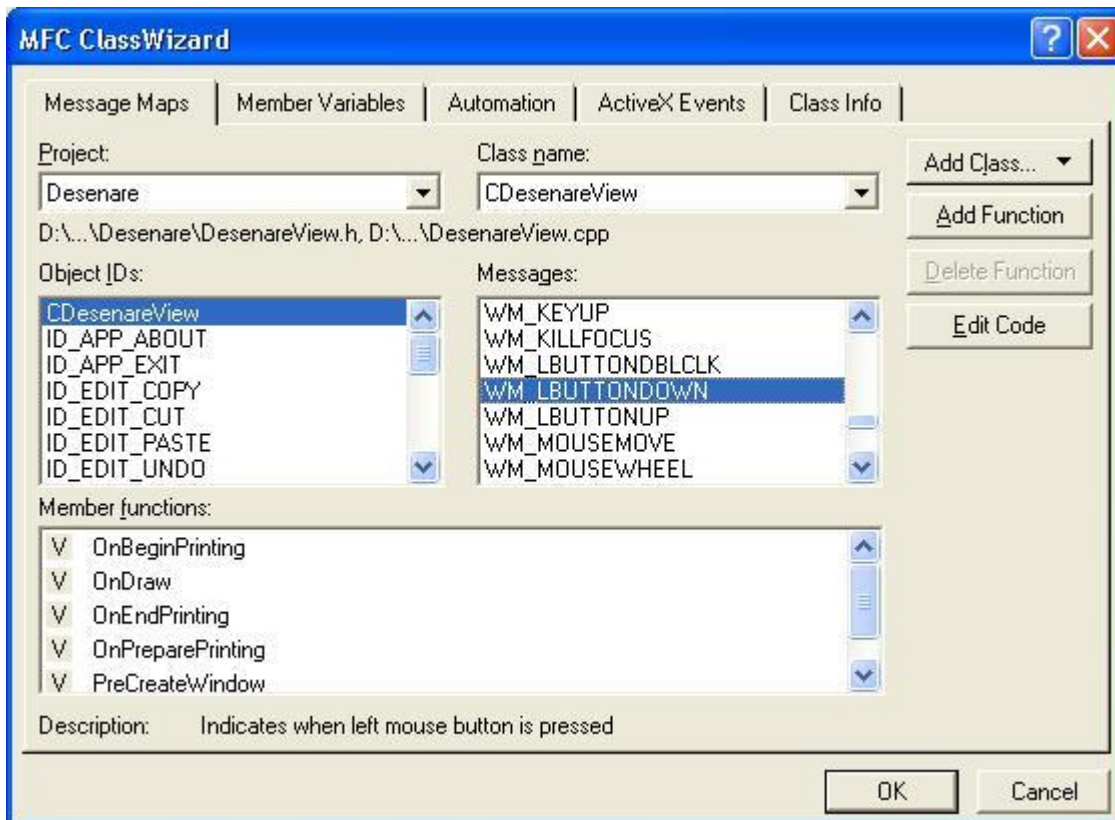 MFC ClassWizard
Message Maps Member Variables Automation ActiveX Events Class Info
Project: Class name:
Desenare CDesenareView
D:\...\Desenare\DesenareView.h, D:\...\DesenareView.cpp
Object IDs: Messages:
CDesenareView WM_KEYUP
ID_APP_ABOUT WM_KILLFOCUS
ID_APP_EXIT WM_LBUTTONDBLCLK
ID_EDIT_COPY WM_LBUTTONDOWN
ID_EDIT_CUT WM_LBUTTONUP
ID_EDIT_PASTE WM_MOUSEMOVE
ID_EDIT_UNDO WM_MOUSEWHEEL
Add Class...
Add Function
Delete Function
Edit Code
Member functions:
V OnBeginPrinting
V OnDraw
V OnEndPrinting
V OnPreparePrinting
V PreCreateWindow
Description: Indicates when left mouse button is pressed
OK Cancel